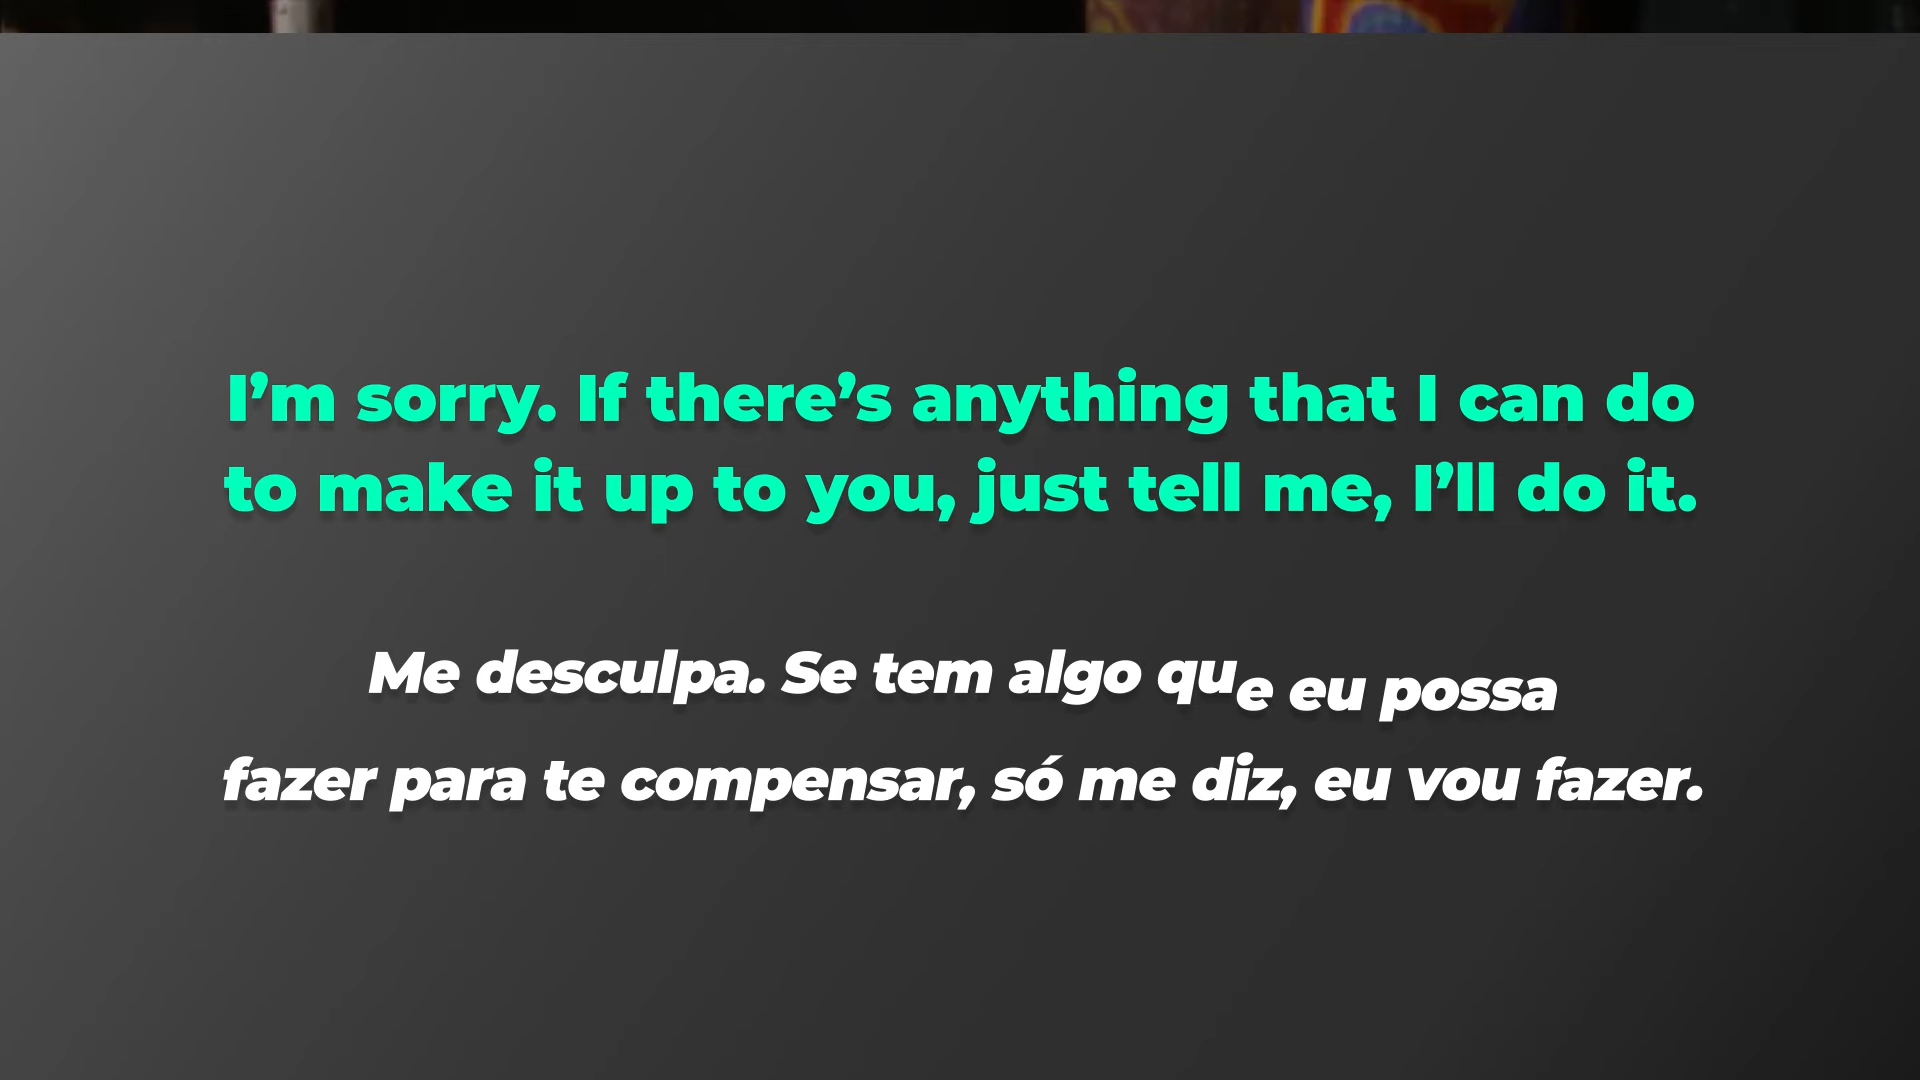 I’m sorry. If there’s anything that I can do
to make it up to you, just tell me, I’ll do it.
Me desculpa. Se tem algo que eu possa
fazer para te compensar, só me diz, eu vou fazer.